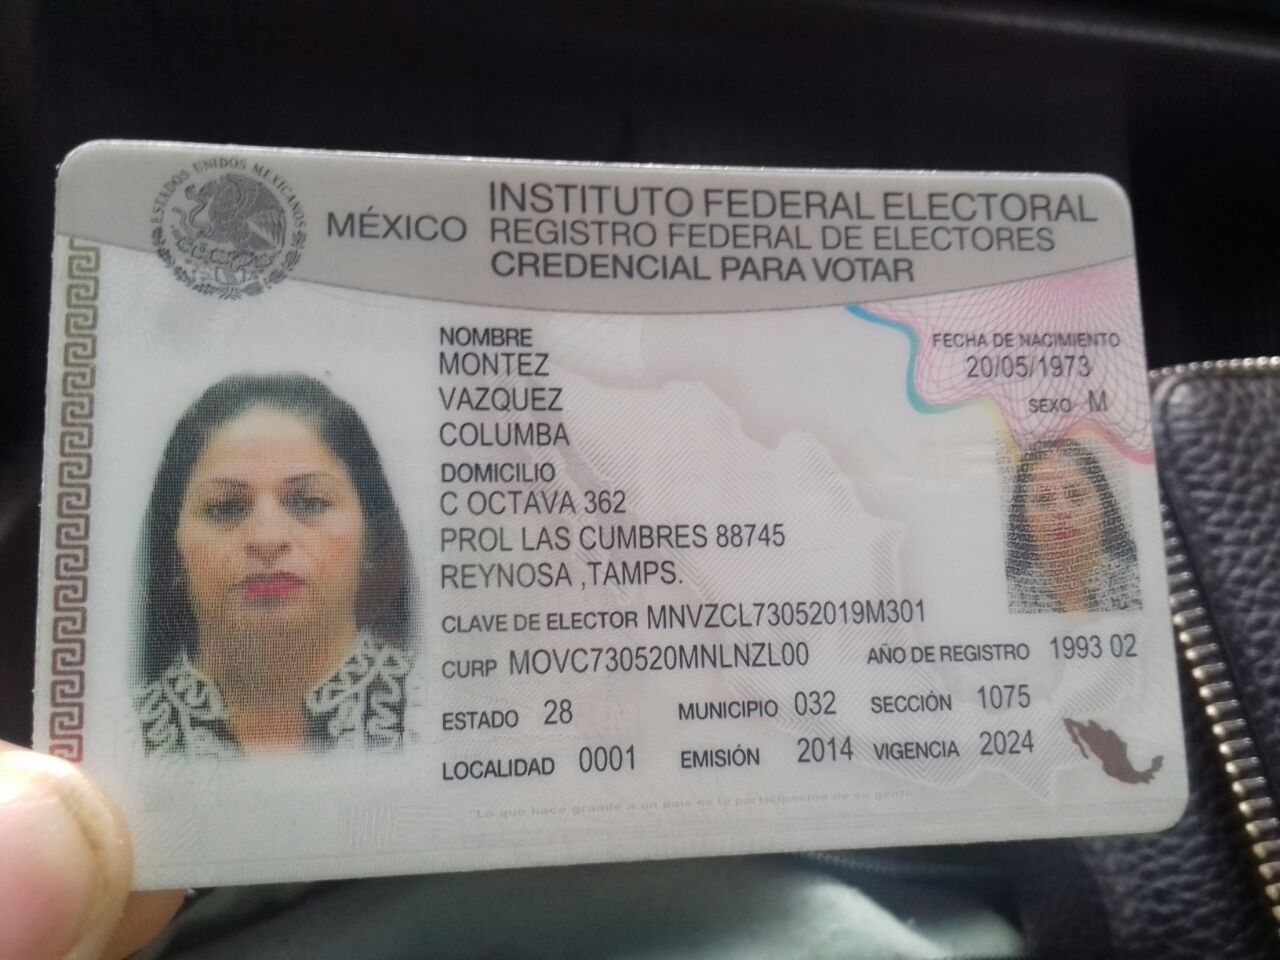 ESTADOS UNIDOS MEXICANOS
MÉXICO
INSTITUTO FEDERAL ELECTORAL
REGISTRO FEDERAL DE ELECTORES
CREDENCIAL PARA VOTAR
NOMBRE
MONTEZ
VAZQUEZ
COLUMBA
FECHA DE NACIMIENTO
20/05/1973
SEXO M
DOMICILIO
C OCTAVA 362
PROL LAS CUMBRES 88745
REYNOSA ,TAMPS.
CLAVE DE ELECTOR MNVZCL73052019M301
CURP MOVC730520MNLNZL00 AÑO DE REGISTRO 1993 02
ESTADO 28 MUNICIPIO 032 SECCIÓN 1075
LOCALIDAD 0001 EMISIÓN 2014 VIGENCIA 2024
"Lo que hace grande a un país es la participación de su gente"